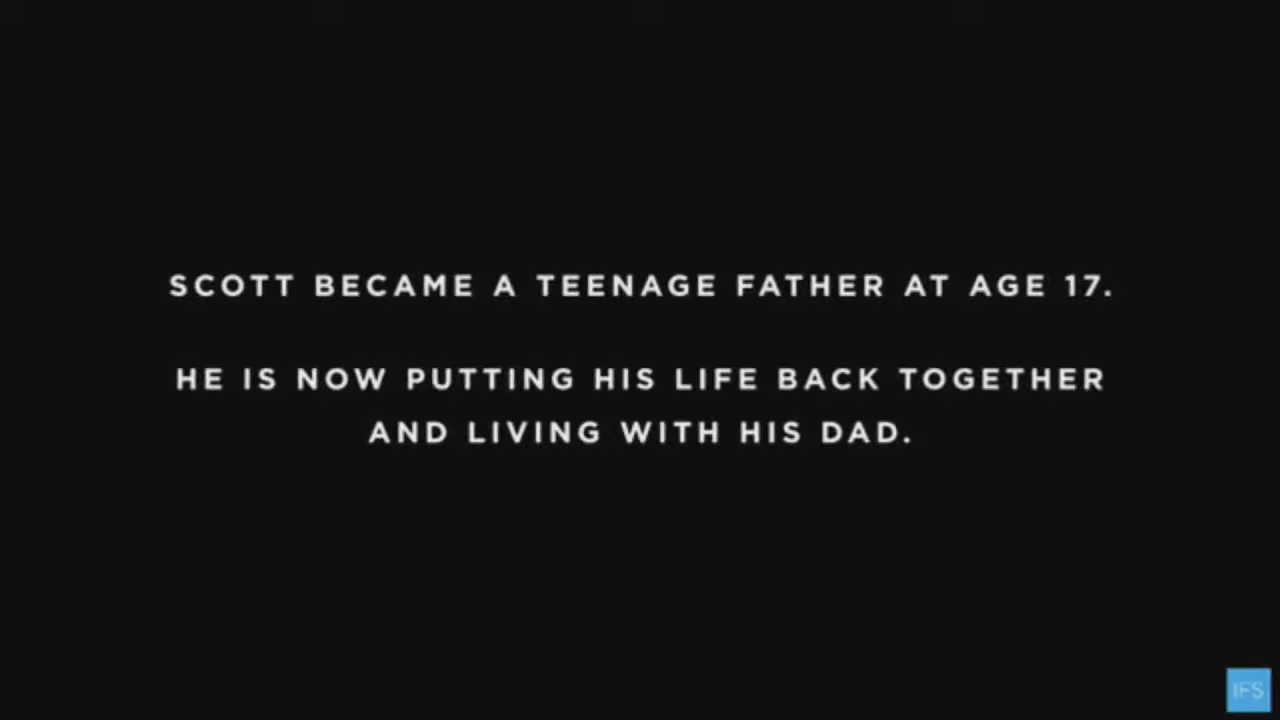 SCOTT BECAME A TEENAGE FATHER AT AGE 17.
HE IS NOW PUTTING HIS LIFE BACK TOGETHER
AND LIVING WITH HIS DAD.
IFS